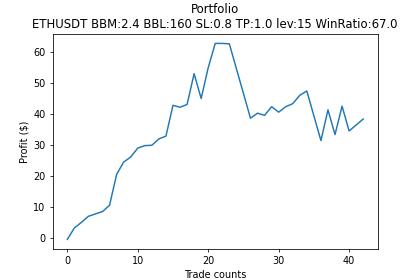 Portfolio
ETHUSDT BBM:2.4 BBL:160 SL:0.8 TP:1.0 lev:15 WinRatio:67.0
60
50
40
30
20
10
0
Profit ($)
0 10 20 30 40
Trade counts